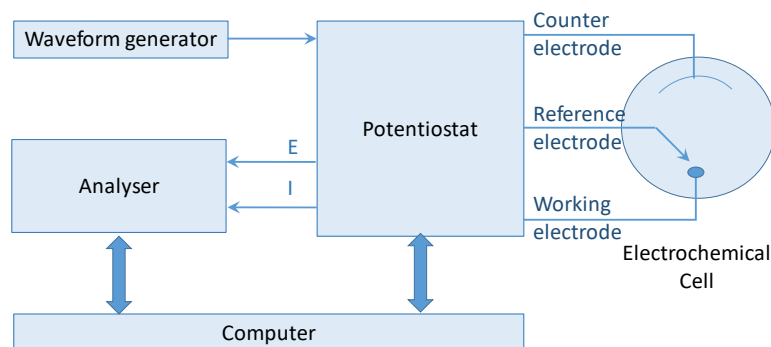 Counter
electrode
Waveform generator
Potentiostat
Reference
electrode
E
Analyser
I
Working
electrode
Electrochemical
Cell
Computer